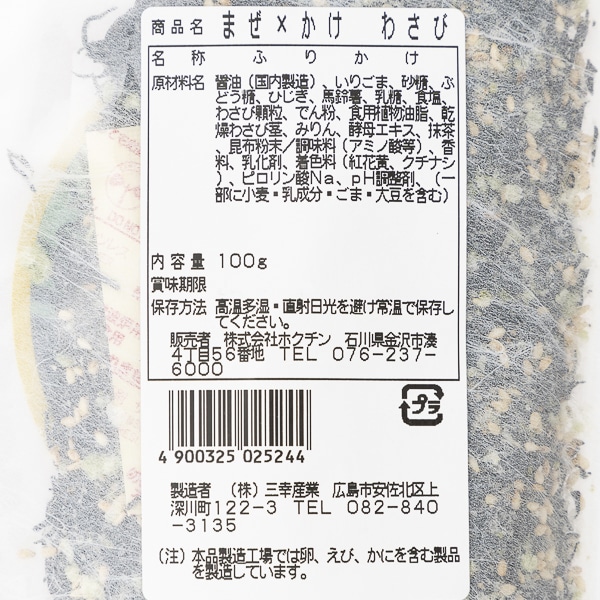 商品名 まぜ×かけ わさび
名称 ふりかけ
原材料名 醤油（国内製造）、いりごま、砂糖、ぶ
どう糖、ひじき、馬鈴薯、乳糖、食塩、
わさび顆粒、でん粉、食用植物油脂、乾
燥わさび茎、みりん、酵母エキス、抹茶
、昆布粉末／調味料（アミノ酸等）、香
料、乳化剤、着色料（紅花黄、クチナシ
）、ピロリン酸Na、pH調整剤、（一
部に小麦・乳成分・ごま・大豆を含む）
内容量 100g
賞味期限
保存方法 高温多湿・直射日光を避け常温で保存し
てください。
販売者 株式会社ホクチン 石川県金沢市湊
4丁目56番地 TEL 076-237-
6000
プラ
4 900325 025244
製造者 （株）三幸産業 広島市安佐北区上
深川町122-3 TEL 082-840
-3135
（注）本品製造工場では卵、えび、かにを含む製品
を製造しています。